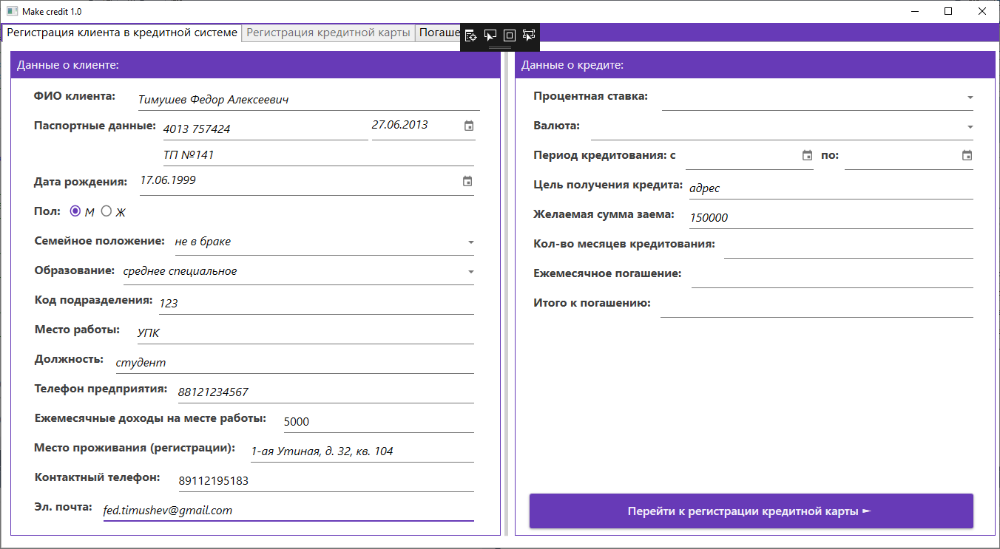 Make credit 1.0
Регистрация клиента в кредитной системе Регистрация кредитной карты Погаше
Данные о клиенте:
ФИО клиента: Тимушев Федор Алексеевич
Паспортные данные: 4013 757424 27.06.2013
ТП №141
Дата рождения: 17.06.1999
Пол: М Ж
Семейное положение: не в браке
Образование: среднее специальное
Код подразделения: 123
Место работы: УПК
Должность: студент
Телефон предприятия: 88121234567
Ежемесячные доходы на месте работы: 5000
Место проживания (регистрации): 1-ая Утиная, д. 32, кв. 104
Контактный телефон: 89112195183
Эл. почта: fed.timushev@gmail.com
Данные о кредите:
Процентная ставка:
Валюта:
Период кредитования: с по:
Цель получения кредита: адрес
Желаемая сумма заема: 150000
Кол-во месяцев кредитования:
Ежемесячное погашение:
Итого к погашению:
Перейти к регистрации кредитной карты ►